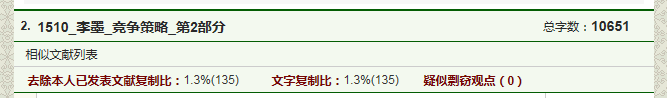 2. 1510_李墨_竞争策略_第2部分 总字数：10651
相似文献列表
去除本人已发表文献复制比：1.3%(135) 文字复制比：1.3%(135) 疑似剽窃观点（0）